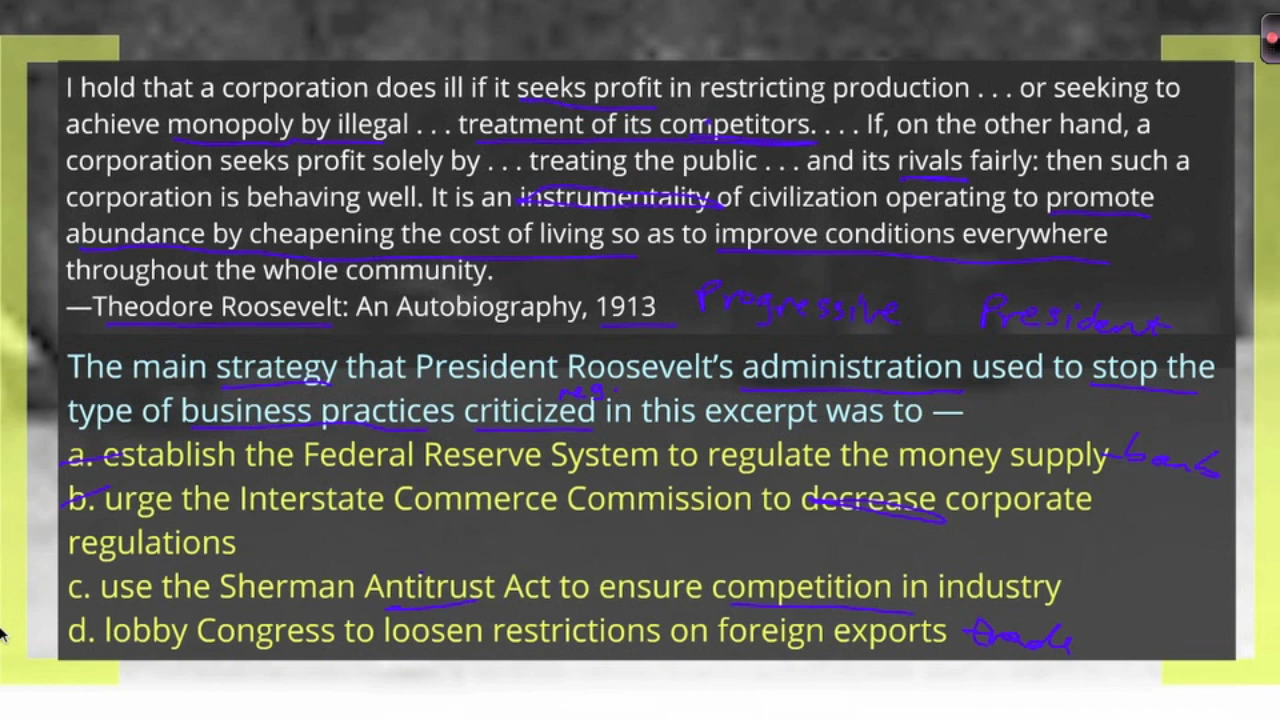 I hold that a corporation does ill if it seeks profit in restricting production . . . or seeking to
achieve monopoly by illegal . . . treatment of its competitors. . . . If, on the other hand, a
corporation seeks profit solely by . . . treating the public . . . and its rivals fairly: then such a
corporation is behaving well. It is an instrumentality of civilization operating to promote
abundance by cheapening the cost of living so as to improve conditions everywhere
throughout the whole community.
—Theodore Roosevelt: An Autobiography, 1913 Progressive President
The main strategy that President Roosevelt’s administration used to stop the
neg.
type of business practices criticized in this excerpt was to —
a. establish the Federal Reserve System to regulate the money supply banks
b. urge the Interstate Commerce Commission to decrease corporate
regulations
c. use the Sherman Antitrust Act to ensure competition in industry
d. lobby Congress to loosen restrictions on foreign exports trade